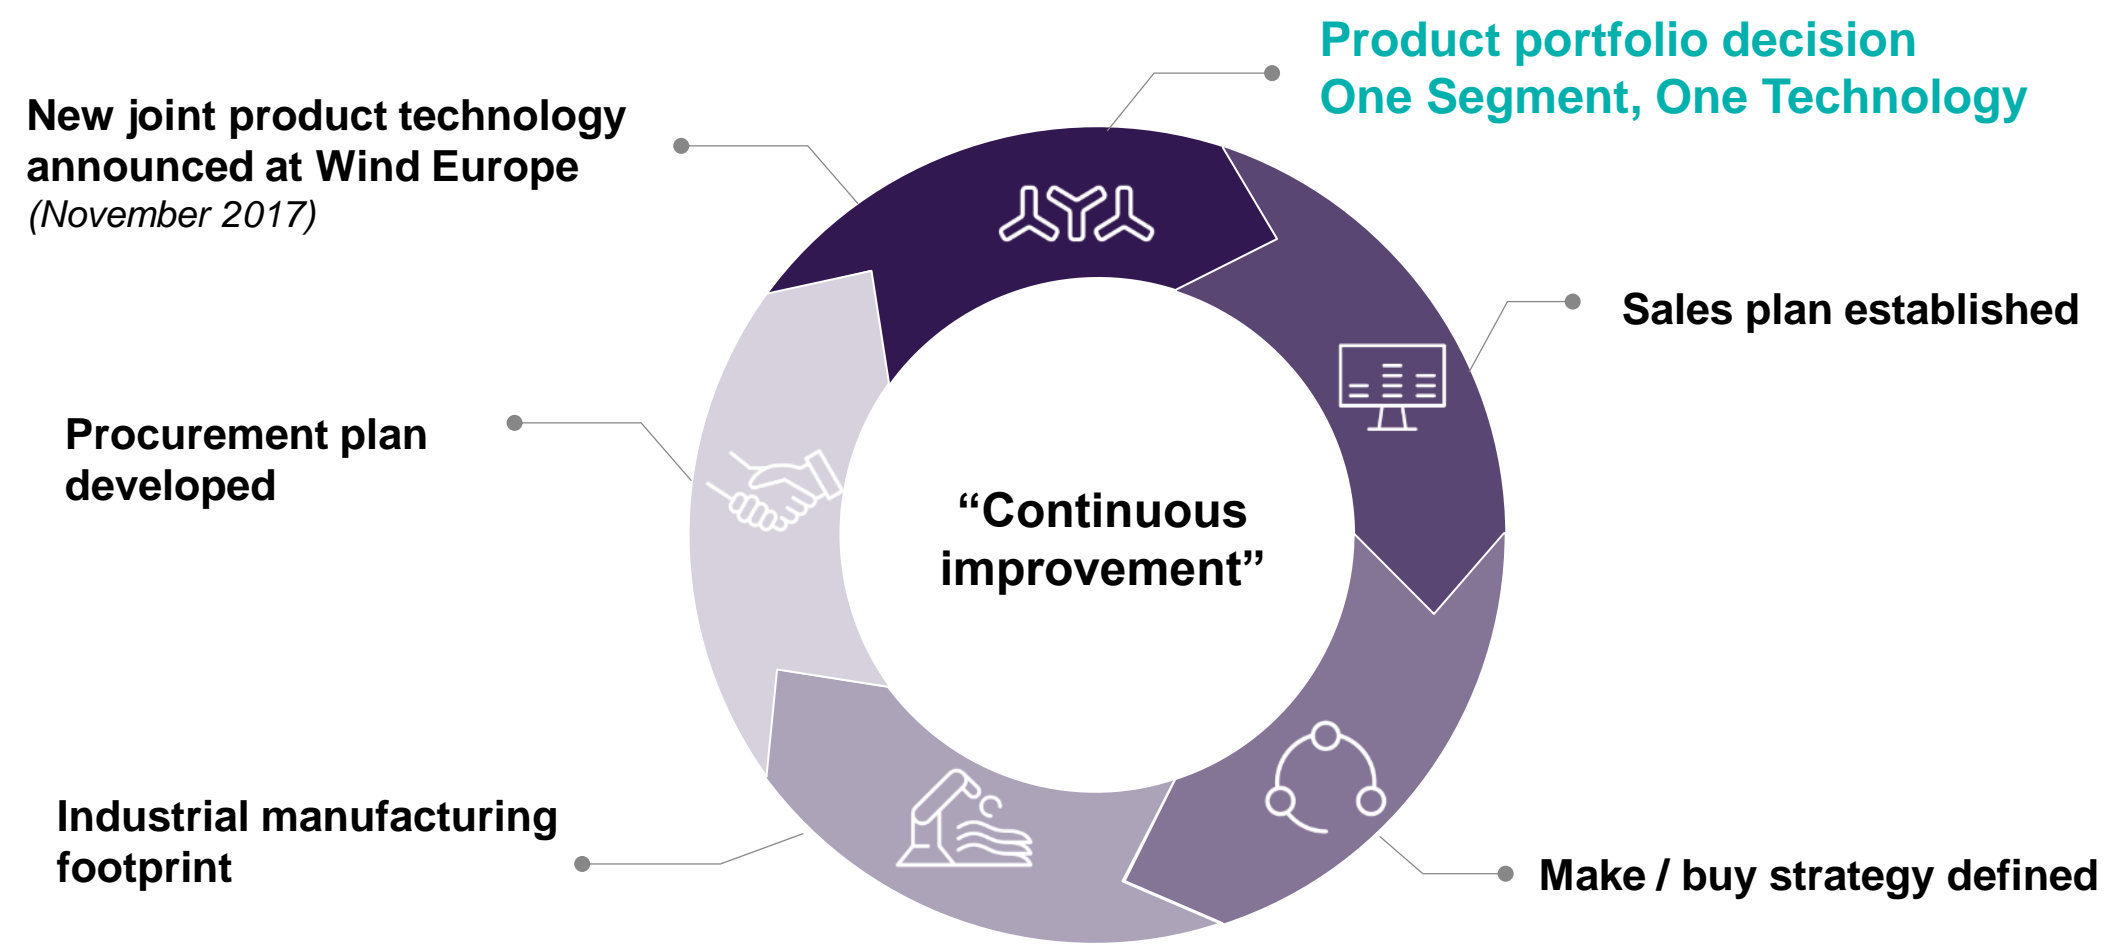 Product portfolio decision
One Segment, One Technology
New joint product technology
announced at Wind Europe
(November 2017)
Sales plan established
Procurement plan
developed
“Continuous
improvement”
Industrial manufacturing
footprint
Make / buy strategy defined